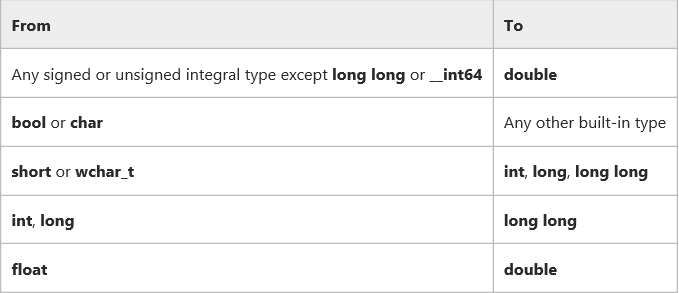 From To
Any signed or unsigned integral type except long long or __int64 double
bool or char Any other built-in type
short or wchar_t int, long, long long
int, long long long
float double